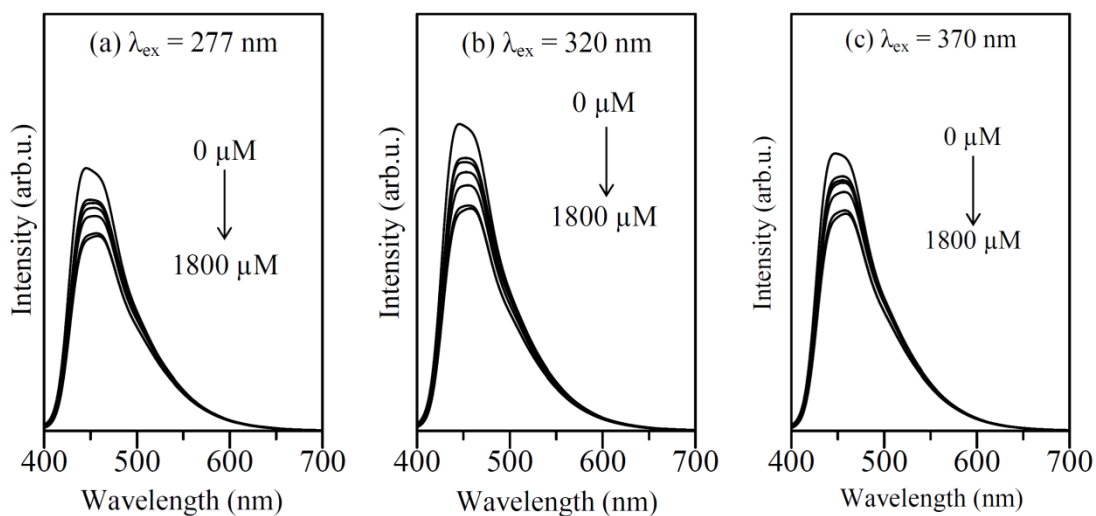 (a) λex = 277 nm
0 µM
1800 µM
Intensity (arb.u.)
400 500 600 700
Wavelength (nm)
(b) λex = 320 nm
0 µM
1800 µM
Intensity (arb.u.)
400 500 600 700
Wavelength (nm)
(c) λex = 370 nm
0 µM
1800 µM
Intensity (arb.u.)
400 500 600 700
Wavelength (nm)